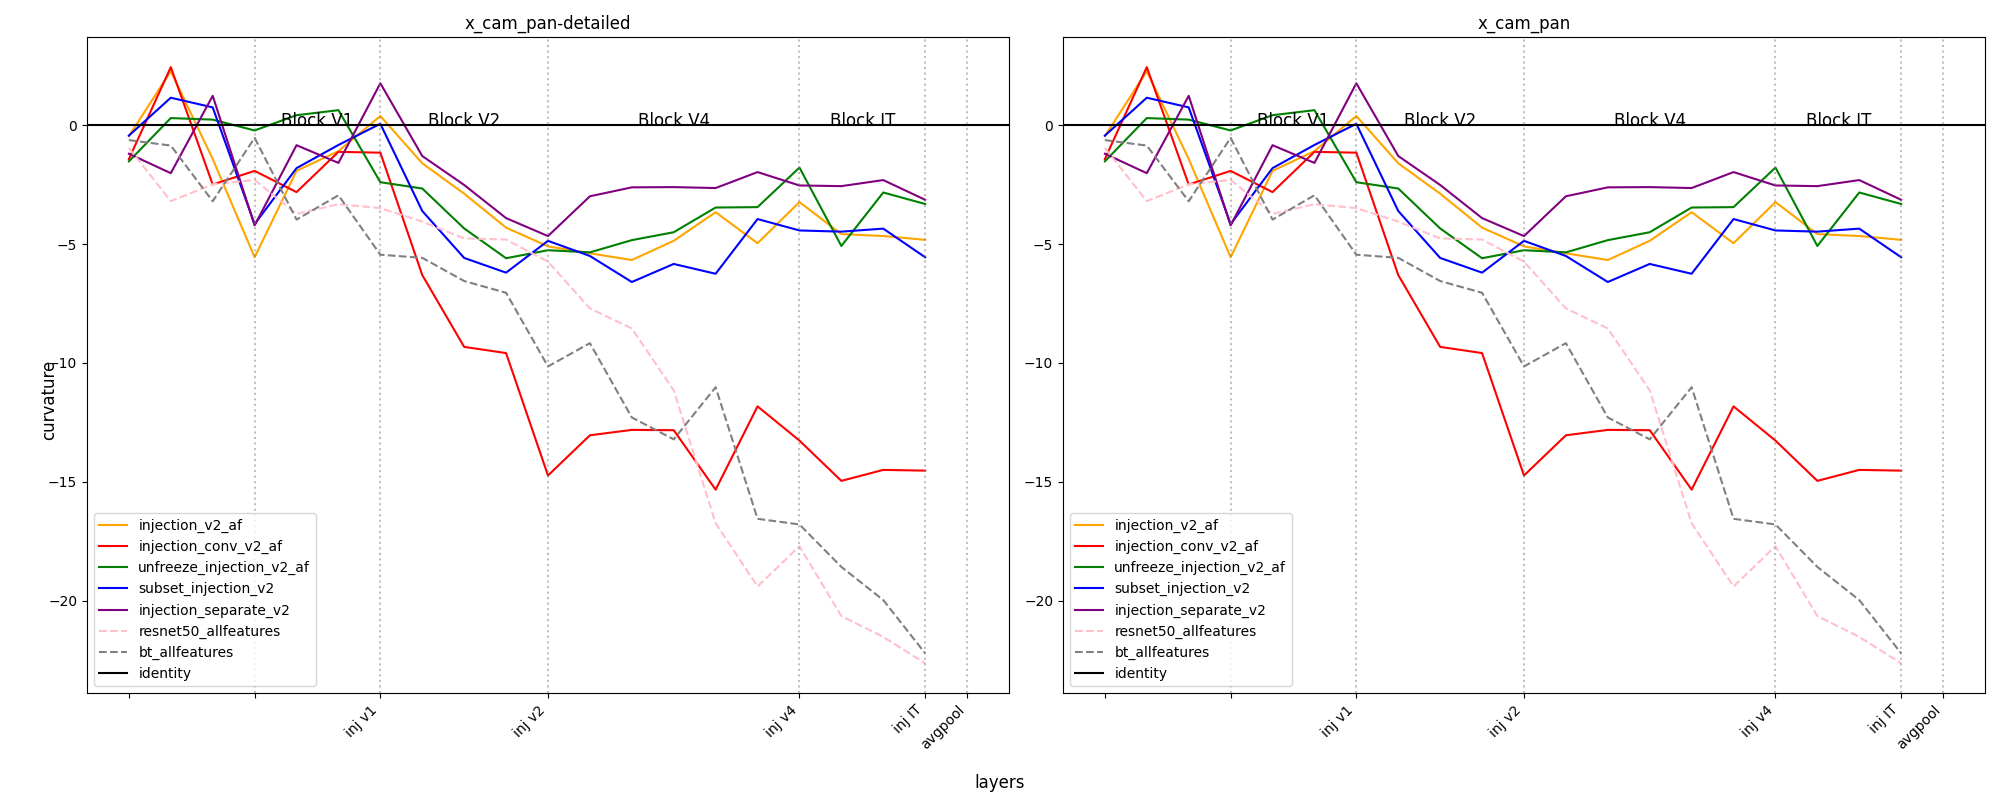 x_cam_pan-detailed
curvature
0
−5
−10
−15
−20
Block V1
Block V2
Block V4
Block IT
injection_v2_af
injection_conv_v2_af
unfreeze_injection_v2_af
subset_injection_v2
injection_separate_v2
resnet50_allfeatures
bt_allfeatures
identity
inj v1
inj v2
inj v4
inj IT
avgpool
x_cam_pan
0
−5
−10
−15
−20
Block V1
Block V2
Block V4
Block IT
injection_v2_af
injection_conv_v2_af
unfreeze_injection_v2_af
subset_injection_v2
injection_separate_v2
resnet50_allfeatures
bt_allfeatures
identity
inj v1
inj v2
inj v4
inj IT
avgpool
layers